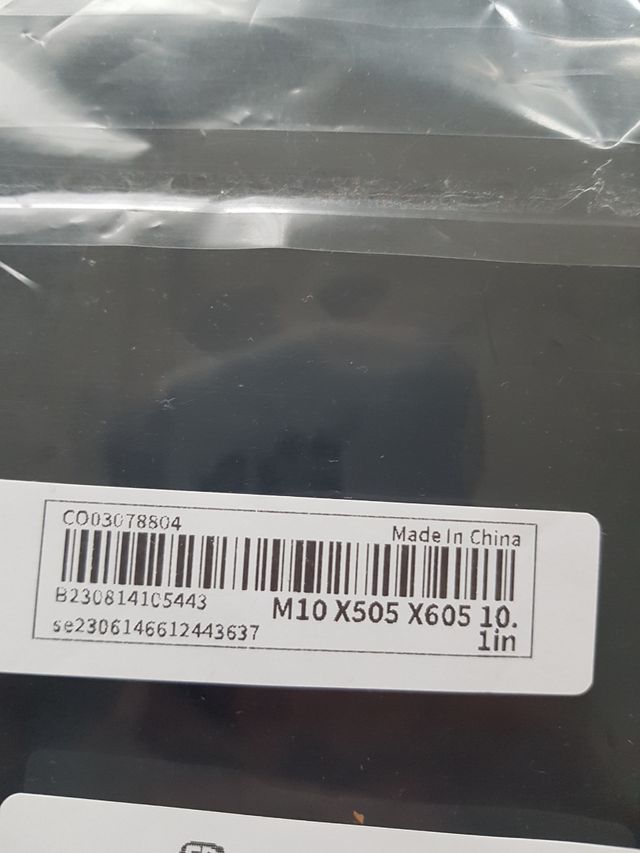 CO03078804
Made In China
B230814105443
M10 X505 X605 10.
1in
se2306146612443637